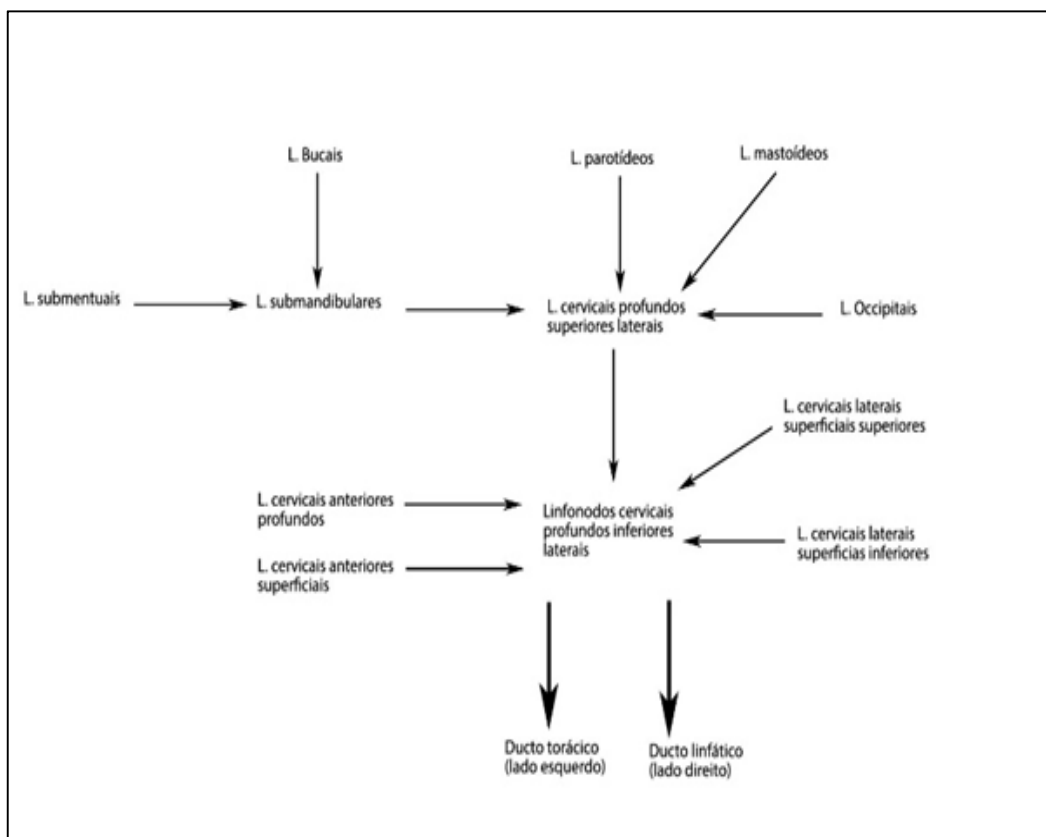 L. Bucais
L. parotídeos
L. mastoídeos
L. submentuais
L. submandibulares
L. cervicais profundos
superiores laterais
L. Occipitais
L. cervicais laterais
superficiais superiores
L. cervicais anteriores
profundos
Linfonodos cervicais
profundos inferiores
laterais
L. cervicais laterais
superficias inferiores
L. cervicais anteriores
superficiais
Ducto torácico
(lado esquerdo)
Ducto linfático
(lado direito)